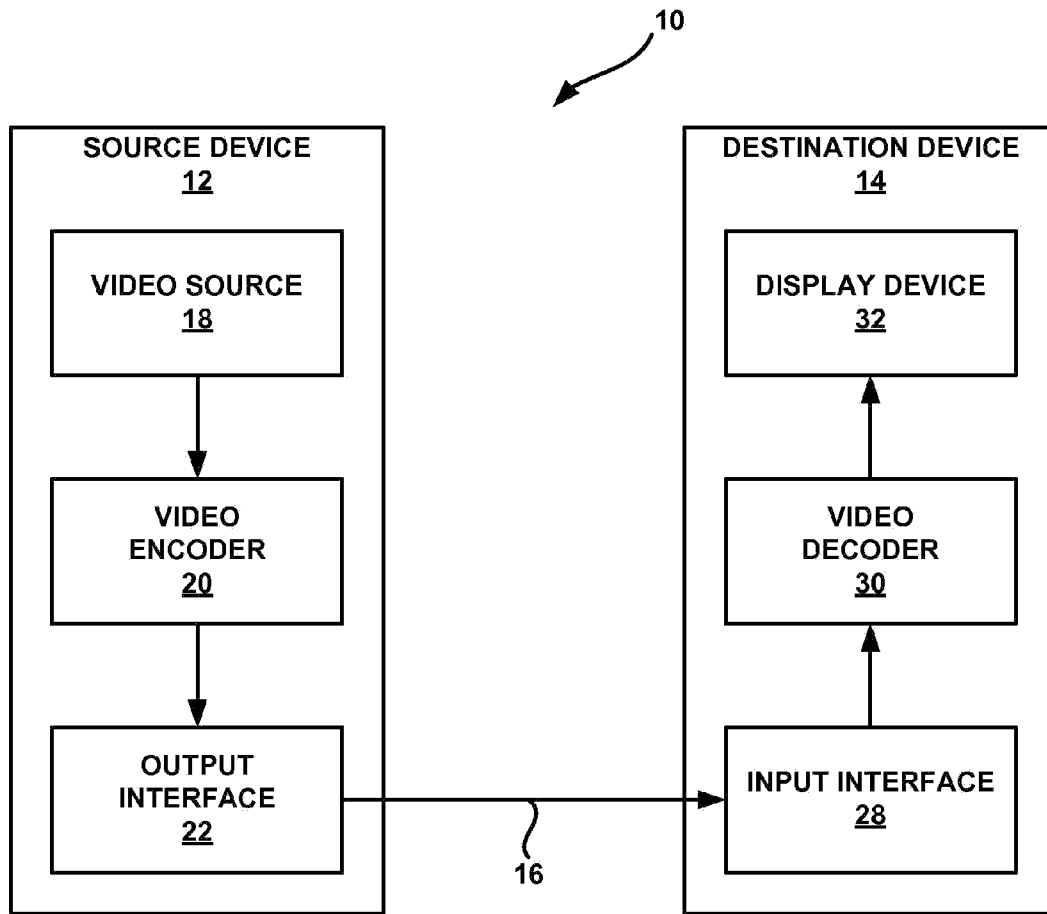 10
SOURCE DEVICE
12
VIDEO SOURCE
18
VIDEO
ENCODER
20
OUTPUT
INTERFACE
22
16
DESTINATION DEVICE
14
DISPLAY DEVICE
32
VIDEO
DECODER
30
INPUT INTERFACE
28